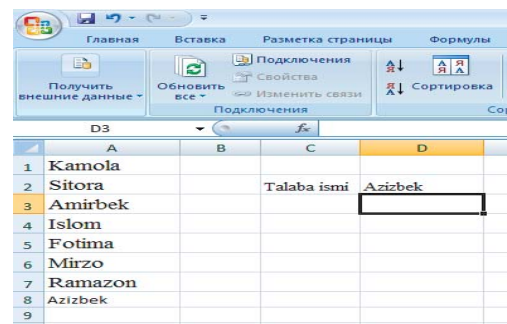 Главная Вставка Разметка страницы Формулы
Подключения
Свойства
Изменить связи
Получить внешние данные
Обновить все
Сортировка
Подключения
Со
D3 fx
A B C D
1 Kamola
2 Sitora Talaba ismi Azizbek
3 Amirbek
4 Islom
5 Fotima
6 Mirzo
7 Ramazon
8 Azizbek
9